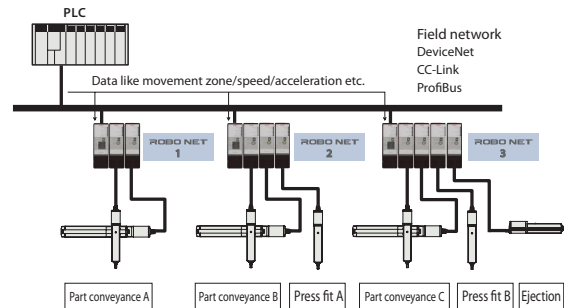 PLC
Field network
DeviceNet
CC-Link
ProfiBus
Data like movement zone/speed/acceleration etc.
ROBO NET
1
ROBO NET
2
ROBO NET
3
Part conveyance A
Part conveyance B
Press fit A
Part conveyance C
Press fit B
Ejection